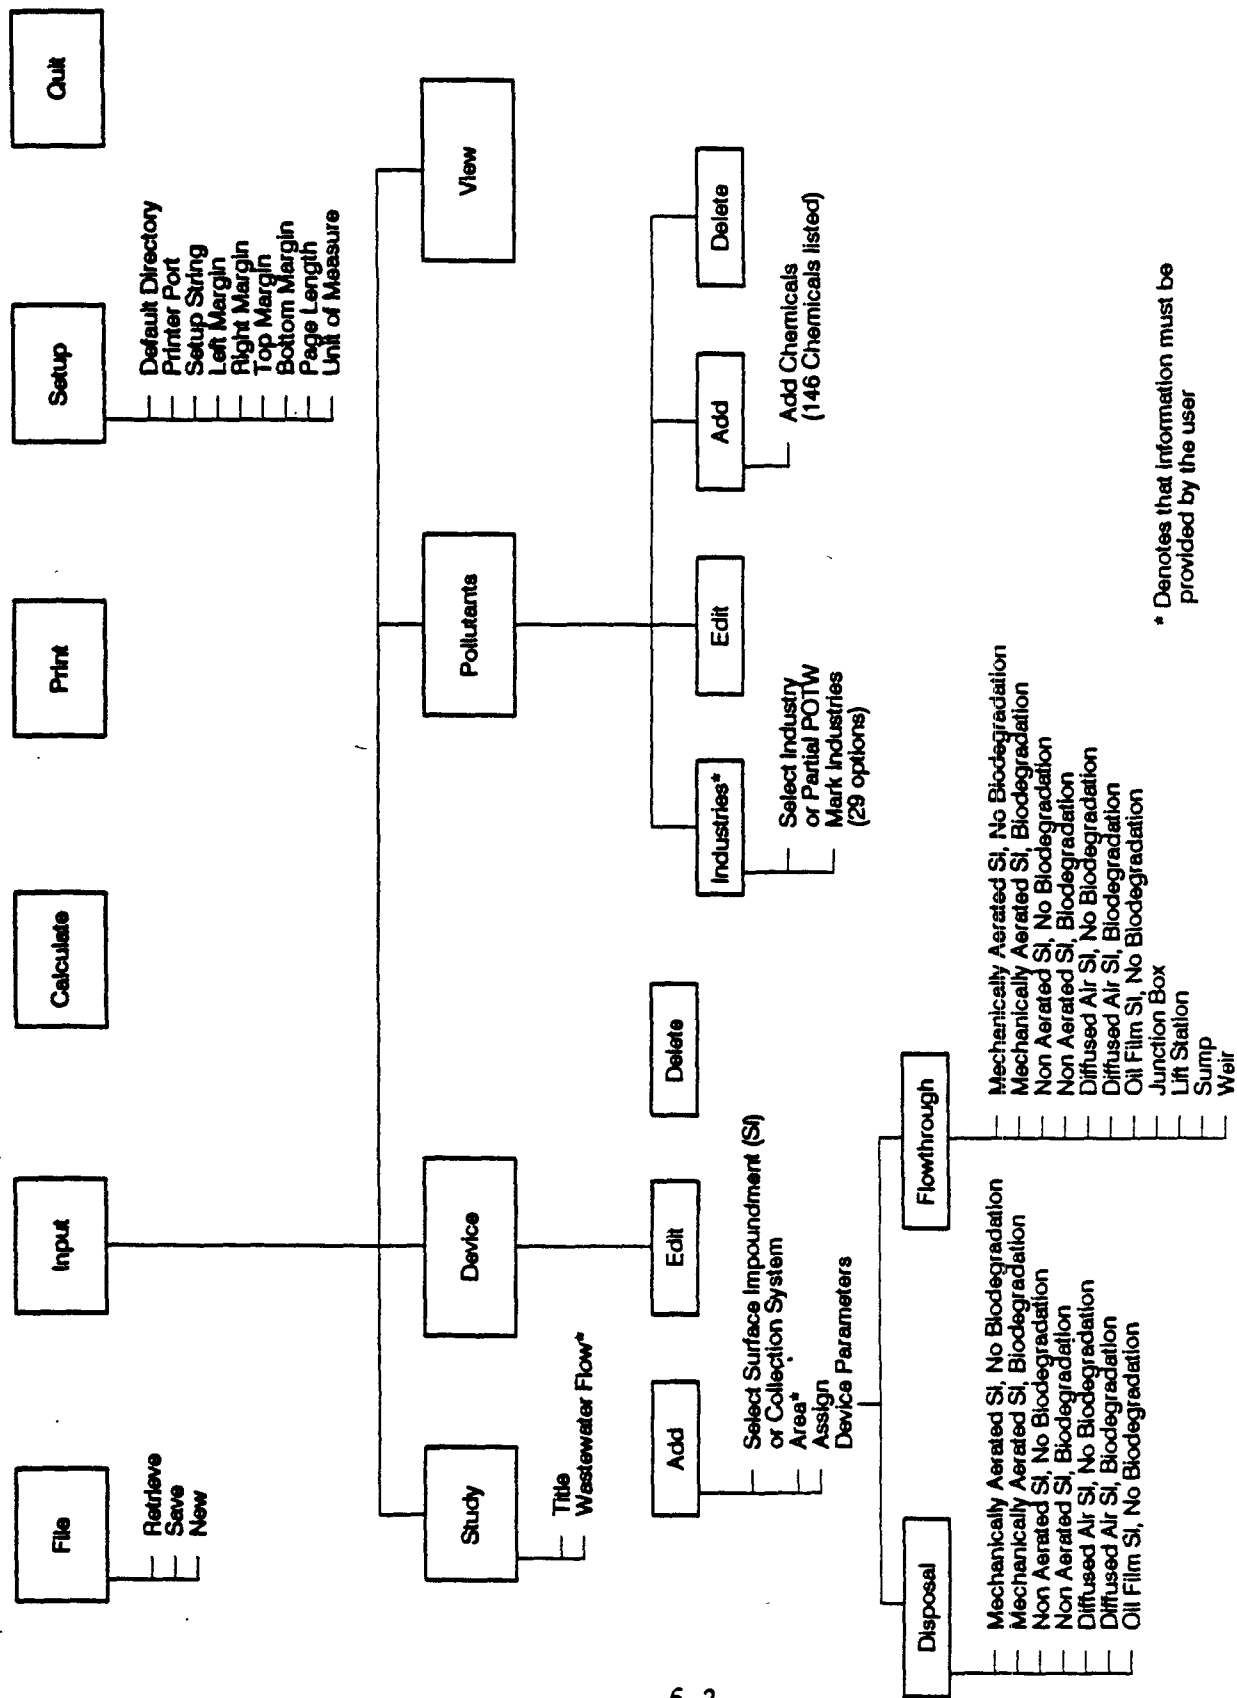 File
Input
Calculate
Print
Setup
Quit
Retrieve
Save
New
Default Directory
Printer Port
Setup String
Left Margin
Right Margin
Top Margin
Bottom Margin
Page Length
Unit of Measure
Study
Device
Pollutants
View
Title
Wastewater Flow*
Add
Edit
Delete
Industries*
Edit
Add
Delete
Select Surface Impoundment (SI)
or Collection System
Area*
Assign
Device Parameters
Select Industry
or Partial POTW
Mark Industries
(29 options)
Add Chemicals
(146 Chemicals listed)
Disposal
Flowthrough
Mechanically Aerated SI, No Biodegradation
Mechanically Aerated SI, Biodegradation
Non Aerated SI, No Biodegradation
Non Aerated SI, Biodegradation
Diffused Air SI, No Biodegradation
Diffused Air SI, Biodegradation
Oil Film SI, No Biodegradation
Mechanically Aerated SI, No Biodegradation
Mechanically Aerated SI, Biodegradation
Non Aerated SI, No Biodegradation
Non Aerated SI, Biodegradation
Diffused Air SI, No Biodegradation
Diffused Air SI, Biodegradation
Oil Film SI, No Biodegradation
Junction Box
Lift Station
Sump
Weir
* Denotes that information must be
provided by the user